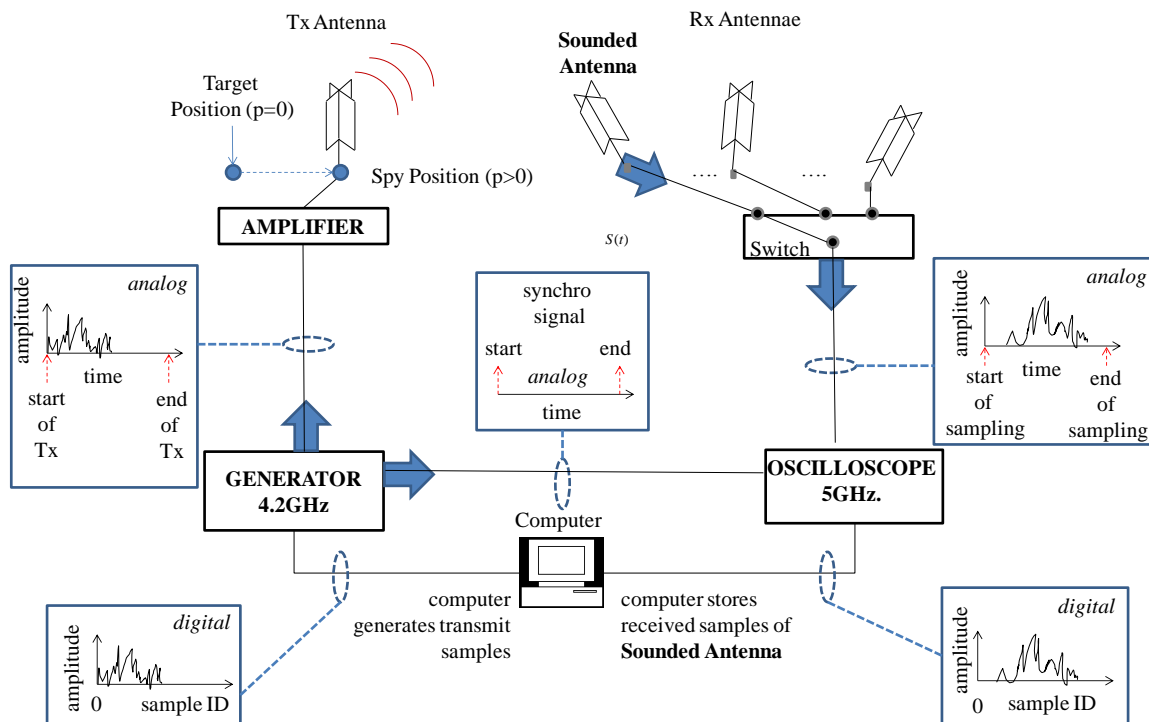 Tx Antenna
Rx Antennae
Sounded
Antenna
Target
Position (p=0)
Spy Position (p>0)
....
....
AMPLIFIER
S(t)
Switch
analog
amplitude
time
start
of
Tx
end
of
Tx
synchro
signal
start
end
analog
time
analog
amplitude
time
start
of
sampling
end
of
sampling
GENERATOR
4.2GHz
OSCILLOSCOPE
5GHz.
Computer
computer
generates transmit
samples
computer stores
received samples of
Sounded Antenna
digital
amplitude
0
sample ID
digital
amplitude
0
sample ID